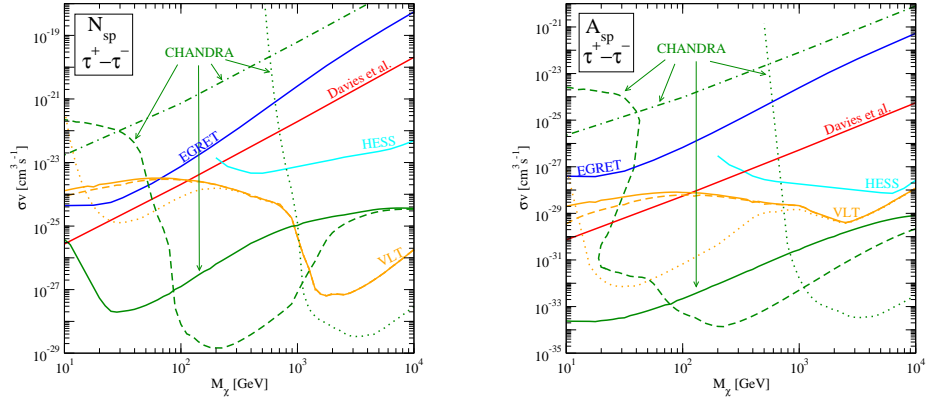 N_sp
τ⁺−τ⁻
CHANDRA
Davies et al.
EGRET
HESS
VLT
σv [cm³ s⁻¹]
10⁻¹⁹
10⁻²¹
10⁻²³
10⁻²⁵
10⁻²⁷
10⁻²⁹
10¹ 10² 10³ 10⁴
M_χ [GeV]
A_sp
τ⁺−τ⁻
CHANDRA
Davies et al.
EGRET
HESS
VLT
σv [cm³ s⁻¹]
10⁻²¹
10⁻²³
10⁻²⁵
10⁻²⁷
10⁻²⁹
10⁻³¹
10⁻³³
10⁻³⁵
10¹ 10² 10³ 10⁴
M_χ [GeV]